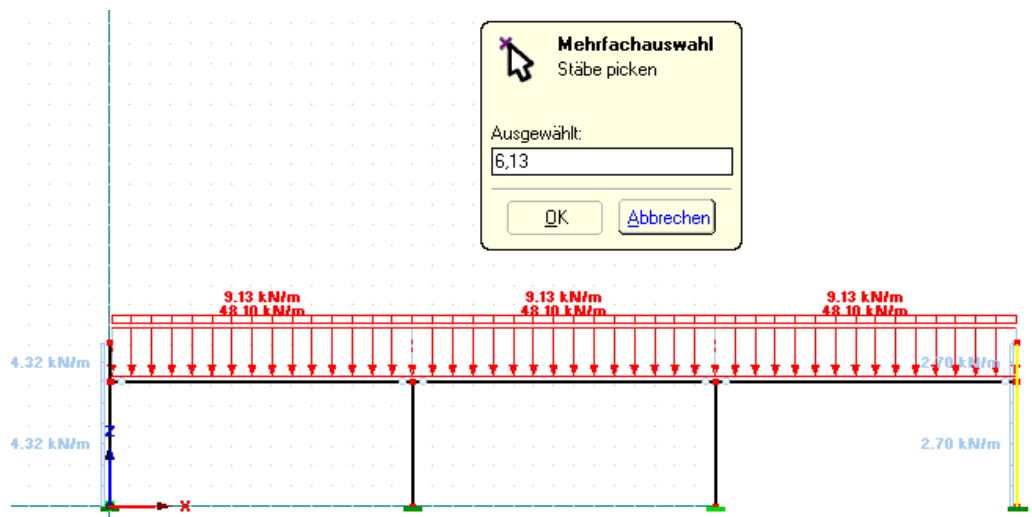 Mehrfachauswahl
Stäbe picken
Ausgewählt:
6,13
OK
Abbrechen
9.13 kN/m 9.13 kN/m 9.13 kN/m
48.10 kN/m 48.10 kN/m 48.10 kN/m
4.32 kN/m 2.70 kN/m
4.32 kN/m 2.70 kN/m
Z
X